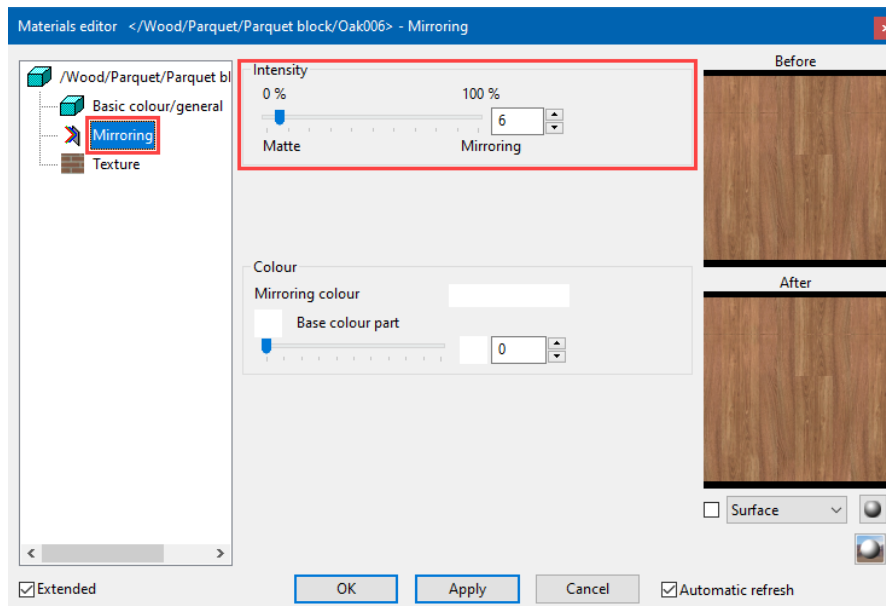 Materials editor </Wood/Parquet/Parquet block/Oak006> - Mirroring
/Wood/Parquet/Parquet bl
Basic colour/general
Mirroring
Texture
Intensity
0 % 100 %
6
Matte Mirroring
Colour
Mirroring colour
Base colour part
0
Before
After
Surface
Extended
OK
Apply
Cancel
Automatic refresh